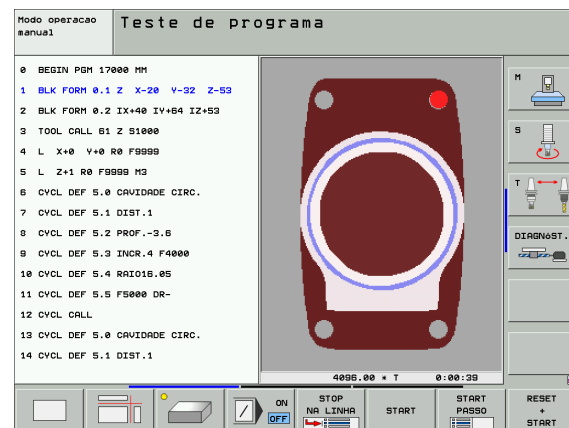 Modo operacao
manual
Teste de programa
0 BEGIN PGM 17000 MM
1 BLK FORM 0.1 Z X-20 Y-32 Z-53
2 BLK FORM 0.2 IX+40 IY+64 IZ+53
3 TOOL CALL 61 Z S1000
4 L X+0 Y+0 R0 F9999
5 L Z+1 R0 F9999 M3
6 CYCL DEF 5.0 CAVIDADE CIRC.
7 CYCL DEF 5.1 DIST.1
8 CYCL DEF 5.2 PROF.-3.6
9 CYCL DEF 5.3 INCR.4 F4000
10 CYCL DEF 5.4 RAIO16.05
11 CYCL DEF 5.5 F5000 DR-
12 CYCL CALL
13 CYCL DEF 5.0 CAVIDADE CIRC.
14 CYCL DEF 5.1 DIST.1
4096.00 * T 0:00:39
M
S
T
DIAGNÓST.
ON
OFF
STOP
NA LINHA
START
START
PASSO
RESET
+
START